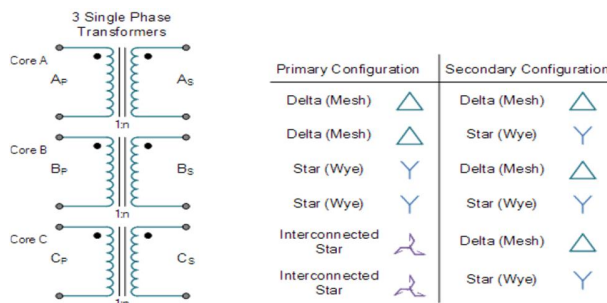 3 Single Phase
Transformers
Core A
AP
AS
1:n
Core B
BP
BS
1:n
Core C
CP
CS
1:n
Primary Configuration
Secondary Configuration
Delta (Mesh)
Delta (Mesh)
Delta (Mesh)
Star (Wye)
Star (Wye)
Delta (Mesh)
Star (Wye)
Star (Wye)
Interconnected
Star
Delta (Mesh)
Interconnected
Star
Star (Wye)